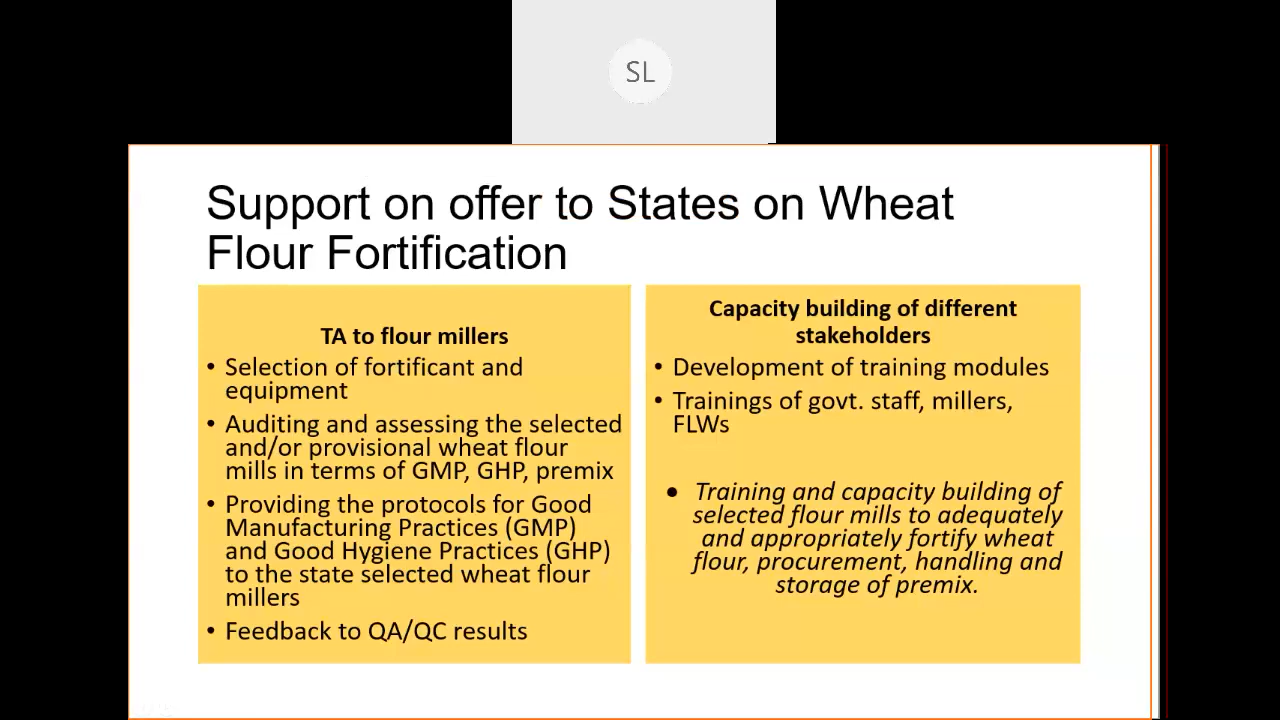 SL
Support on offer to States on Wheat
Flour Fortification
TA to flour millers
• Selection of fortificant and
equipment
• Auditing and assessing the selected
and/or provisional wheat flour
mills in terms of GMP, GHP, premix
• Providing the protocols for Good
Manufacturing Practices (GMP)
and Good Hygiene Practices (GHP)
to the state selected wheat flour
millers
• Feedback to QA/QC results
Capacity building of different
stakeholders
• Development of training modules
• Trainings of govt. staff, millers,
FLWs
• Training and capacity building of
selected flour mills to adequately
and appropriately fortify wheat
flour, procurement, handling and
storage of premix.